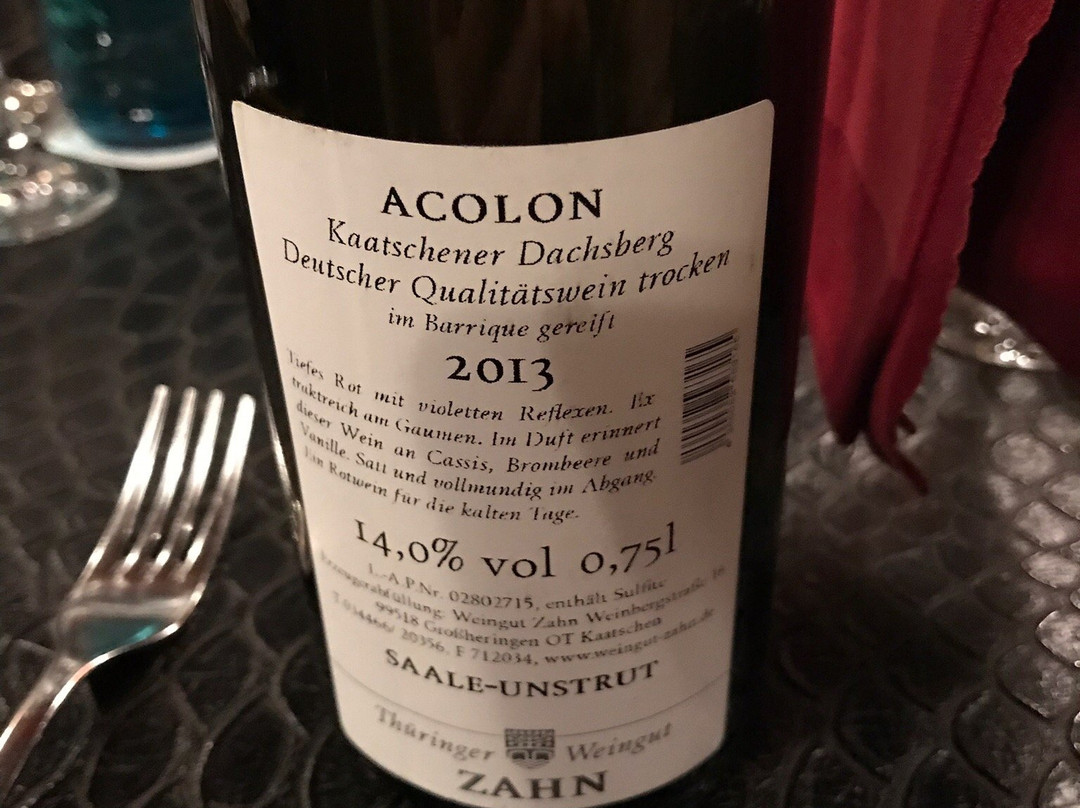 ACOLON
Kaatschener Dachsberg
Deutscher Qualitätswein trocken
im Barrique gereift
2013
Tiefes Rot mit violetten Reflexen. Ex
traktreich am Gaumen. Im Duft erinnert
dieser Wein an Cassis, Brombeere und
Vanille. Satt und vollmundig im Abgang.
Ein Rotwein für die kalten Tage.
14,0% vol 0,75l
L.-A.P.Nr. 02802715, enthält Sulfite
Erzeugerabfüllung: Weingut Zahn Weinbergstraße 16
99518 Großheringen OT Kaatschen
T 034466/ 20356, F 712034, www.weingut-zahn.de
SAALE-UNSTRUT
Thüringer Weingut
ZAHN